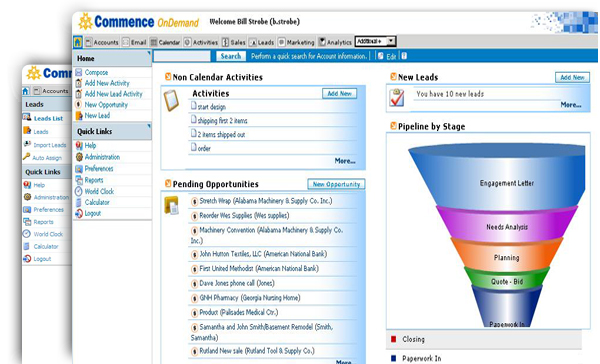 Commence OnDemand
Welcome Bill Strobe (b.strobe)
Accounts Email Calendar Activities Sales Leads Marketing Analytics Additional
Search Perform a quick search for Account information. Edit
Home
Compose
Add New Activity
Add New Lead Activity
New Opportunity
New Lead
Quick Links
Help
Administration
Preferences
Reports
World Clock
Calculator
Logout
Non Calendar Activities
Activities Add New
start design
shipping first 2 items
2 items shipped out
order
More...
Pending Opportunities New Opportunity
Stretch Wrap (Alabama Machinery & Supply Co. Inc.)
Reorder Wes Supplies (Wes supplies)
Machinery Convention (Alabama Machinery & Supply Co.
Inc.)
John Hutton Textiles, LLC (American National Bank)
First United Methodist (American National Bank)
Dave Jones phone call (Jones)
GNH Pharmacy (Georgia Nursing Home)
Product (Palisades Medical Ctr.)
Samantha and John Smith/Basement Remodel (Smith,
Samantha)
Rutland New sale (Rutland Tool & Supply Co.)
More...
New Leads Add New
You have 10 new leads
More...
Pipeline by Stage
Engagement Letter
Needs Analysis
Planning
Quote - Bid
Paperwork In
Closing
Paperwork In
Comm
Accounts
Leads
Leads List
Leads
Import Leads
Auto Assign
Quick Links
Help
Administration
Preferences
Reports
World Clock
Calculator
Logout